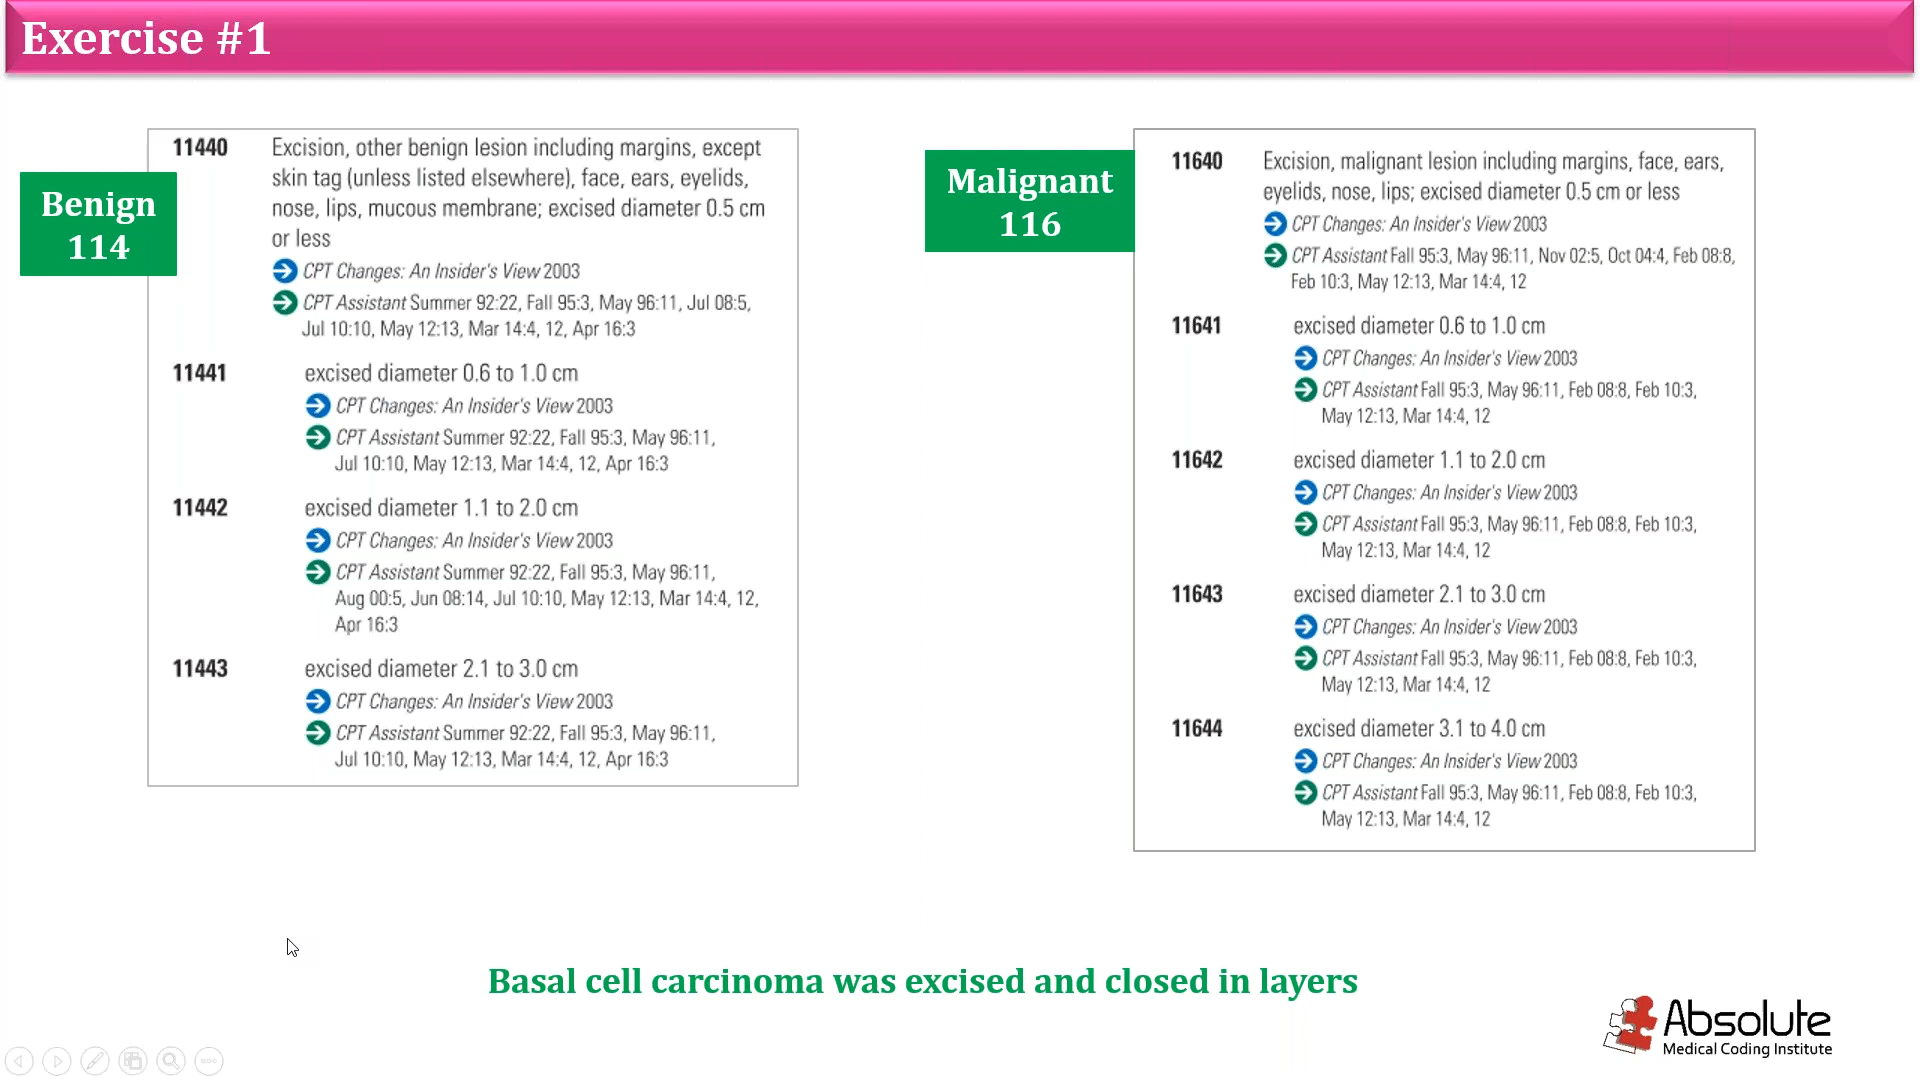 Exercise #1
Benign
114
11440 Excision, other benign lesion including margins, except
skin tag (unless listed elsewhere), face, ears, eyelids,
nose, lips, mucous membrane; excised diameter 0.5 cm
or less
CPT Changes: An Insider's View 2003
CPT Assistant Summer 92:22, Fall 95:3, May 96:11, Jul 08:5,
Jul 10:10, May 12:13, Mar 14:4, 12, Apr 16:3
11441 excised diameter 0.6 to 1.0 cm
CPT Changes: An Insider's View 2003
CPT Assistant Summer 92:22, Fall 95:3, May 96:11,
Jul 10:10, May 12:13, Mar 14:4, 12, Apr 16:3
11442 excised diameter 1.1 to 2.0 cm
CPT Changes: An Insider's View 2003
CPT Assistant Summer 92:22, Fall 95:3, May 96:11,
Aug 00:5, Jun 08:14, Jul 10:10, May 12:13, Mar 14:4, 12,
Apr 16:3
11443 excised diameter 2.1 to 3.0 cm
CPT Changes: An Insider's View 2003
CPT Assistant Summer 92:22, Fall 95:3, May 96:11,
Jul 10:10, May 12:13, Mar 14:4, 12, Apr 16:3
Malignant
116
11640 Excision, malignant lesion including margins, face, ears,
eyelids, nose, lips; excised diameter 0.5 cm or less
CPT Changes: An Insider's View 2003
CPT Assistant Fall 95:3, May 96:11, Nov 02:5, Oct 04:4, Feb 08:8,
Feb 10:3, May 12:13, Mar 14:4, 12
11641 excised diameter 0.6 to 1.0 cm
CPT Changes: An Insider's View 2003
CPT Assistant Fall 95:3, May 96:11, Feb 08:8, Feb 10:3,
May 12:13, Mar 14:4, 12
11642 excised diameter 1.1 to 2.0 cm
CPT Changes: An Insider's View 2003
CPT Assistant Fall 95:3, May 96:11, Feb 08:8, Feb 10:3,
May 12:13, Mar 14:4, 12
11643 excised diameter 2.1 to 3.0 cm
CPT Changes: An Insider's View 2003
CPT Assistant Fall 95:3, May 96:11, Feb 08:8, Feb 10:3,
May 12:13, Mar 14:4, 12
11644 excised diameter 3.1 to 4.0 cm
CPT Changes: An Insider's View 2003
CPT Assistant Fall 95:3, May 96:11, Feb 08:8, Feb 10:3,
May 12:13, Mar 14:4, 12
Basal cell carcinoma was excised and closed in layers
Absolute
Medical Coding Institute